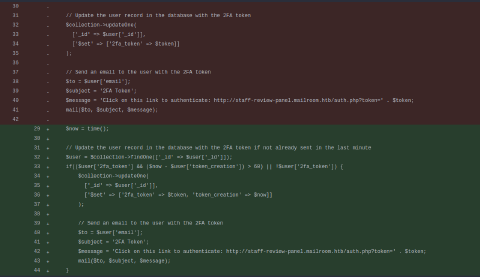 30 -
31 - // Update the user record in the database with the 2FA token
32 - $collection->updateOne(
33 - ['_id' => $user['_id']],
34 - ['$set' => ['2fa_token' => $token]]
35 - );
36 -
37 - // Send an email to the user with the 2FA token
38 - $to = $user['email'];
39 - $subject = '2FA Token';
40 - $message = 'Click on this link to authenticate: http://staff-review-panel.mailroom.htb/auth.php?token=' . $token;
41 - mail($to, $subject, $message);
42 -
29 + $now = time();
30 +
31 + // Update the user record in the database with the 2FA token if not already sent in the last minute
32 + $user = $collection->findOne(['_id' => $user['_id']]);
33 + if(($user['2fa_token'] && ($now - $user['token_creation']) > 60) || !$user['2fa_token']) {
34 + $collection->updateOne(
35 + ['_id' => $user['_id']],
36 + ['$set' => ['2fa_token' => $token, 'token_creation' => $now]]
37 + );
38 +
39 + // Send an email to the user with the 2FA token
40 + $to = $user['email'];
41 + $subject = '2FA Token';
42 + $message = 'Click on this link to authenticate: http://staff-review-panel.mailroom.htb/auth.php?token=' . $token;
43 + mail($to, $subject, $message);
44 + }